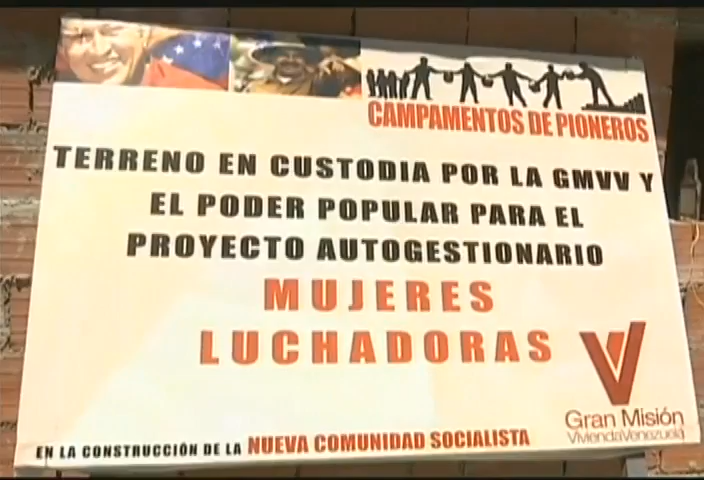 CAMPAMENTOS DE PIONEROS
TERRENO EN CUSTODIA POR LA GMVV Y
EL PODER POPULAR PARA EL
PROYECTO AUTOGESTIONARIO
MUJERES
LUCHADORAS
Gran Misión
ViviendaVenezuela
EN LA CONSTRUCCIÓN DE LA NUEVA COMUNIDAD SOCIALISTA